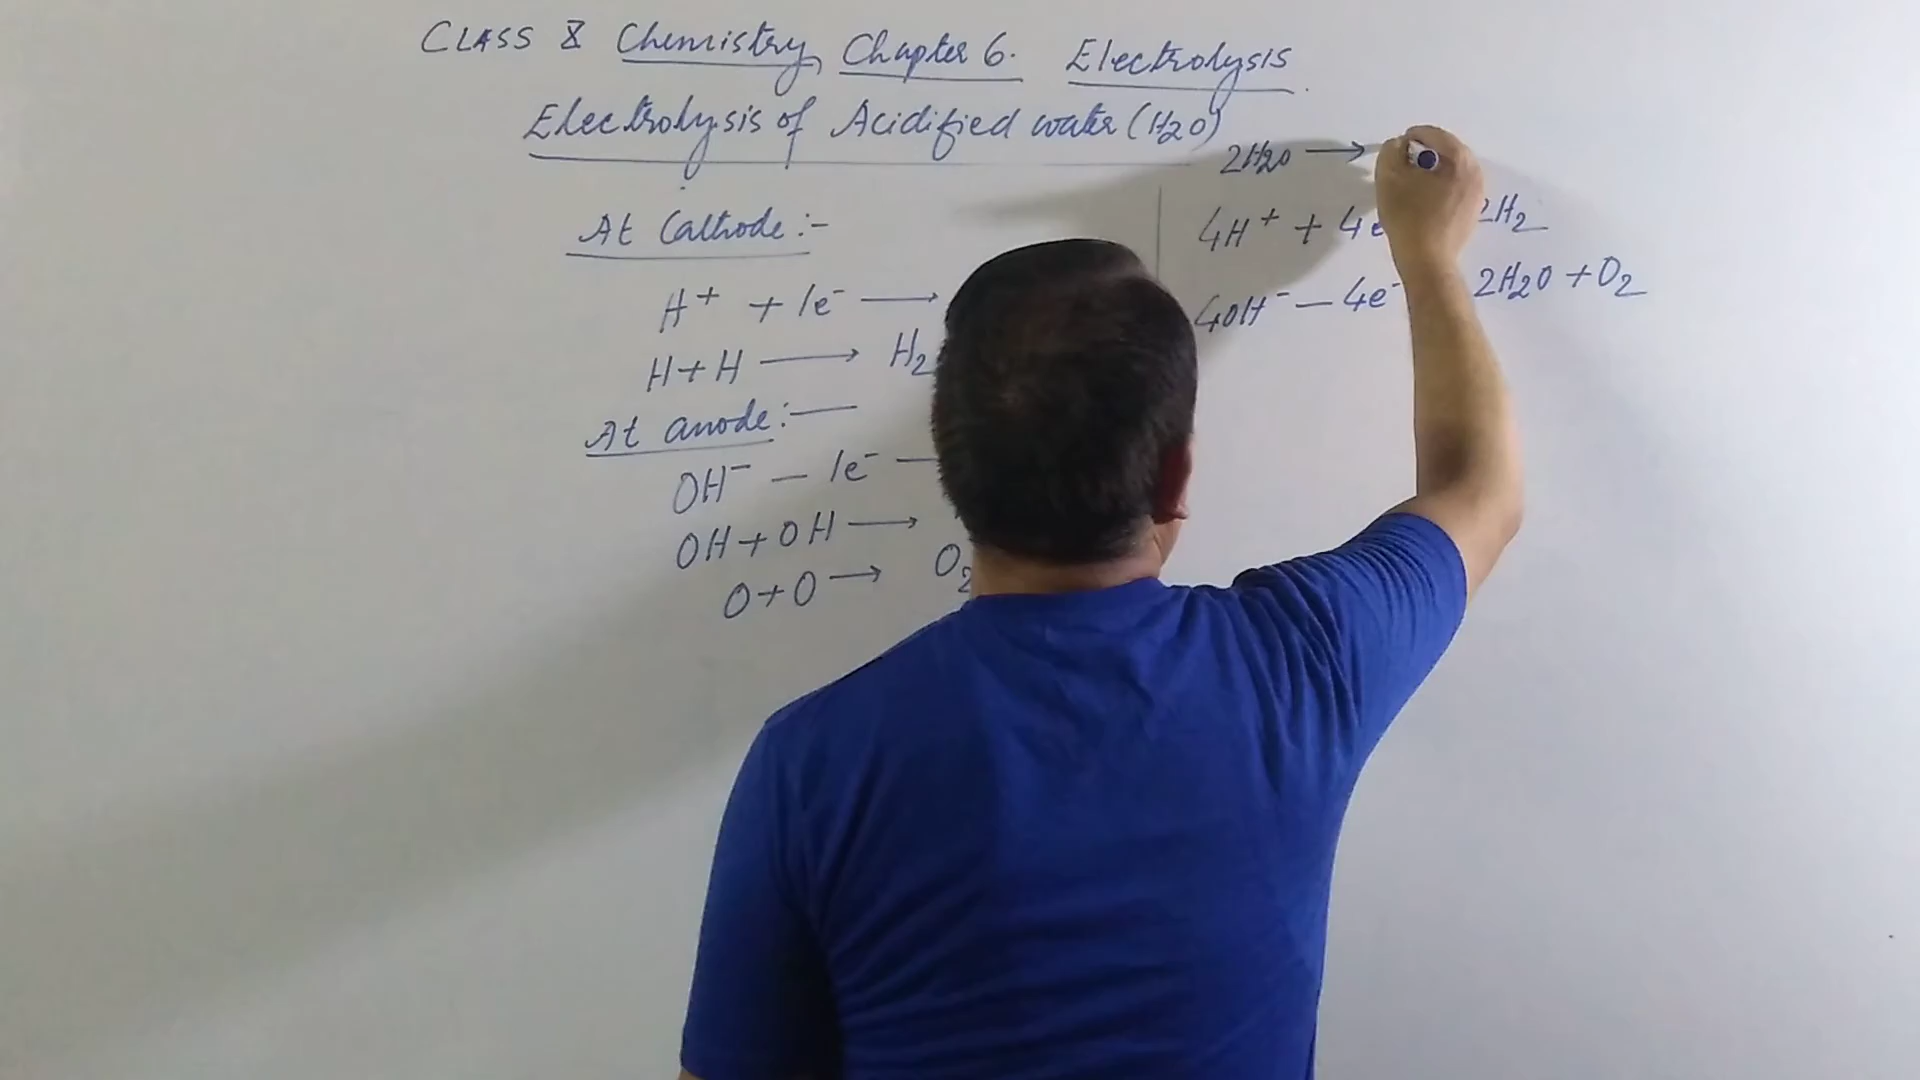 CLASS X Chemistry Chapter 6. Electrolysis
Electrolysis of Acidified water (H2O)
At Cathode:-
H+ + 1e- →
H+H → H2
At anode:-
OH- - 1e- -
OH+OH →
O+O → O2
2H2O →
4H+ + 4e 2H2
4OH- - 4e- 2H2O + O2